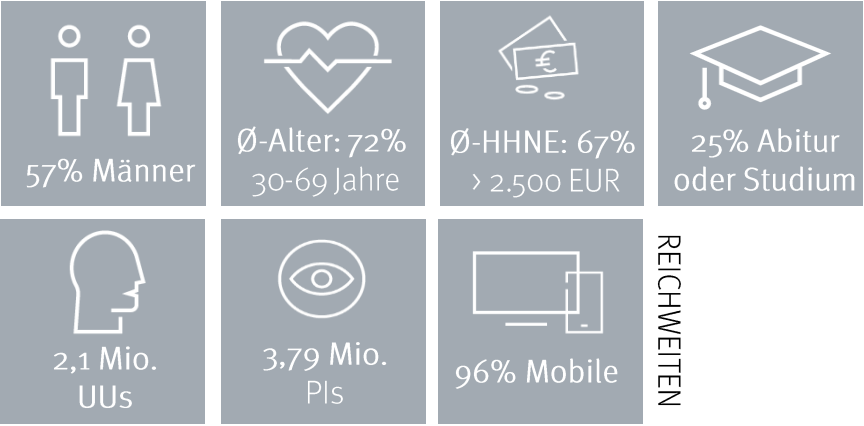 57% Männer
Ø-Alter: 72%
30-69 Jahre
Ø-HHNE: 67%
> 2.500 EUR
25% Abitur
oder Studium
2,1 Mio.
UUs
3,79 Mio.
PIs
96% Mobile
REICHWEITEN